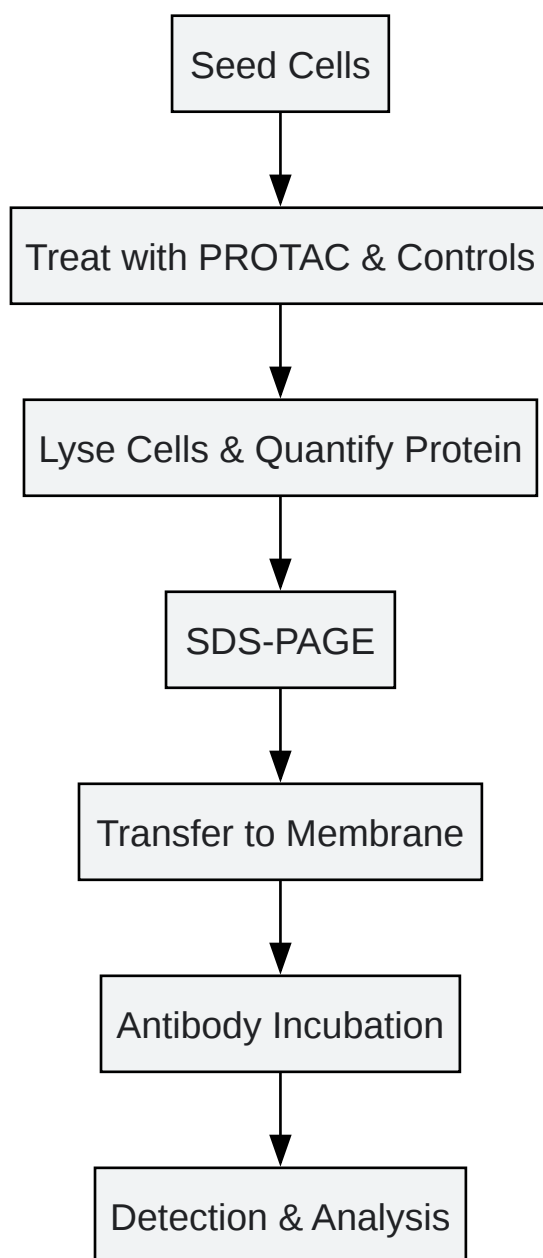 Seed Cells
Treat with PROTAC & Controls
Lyse Cells & Quantify Protein
SDS-PAGE
Transfer to Membrane
Antibody Incubation
Detection & Analysis